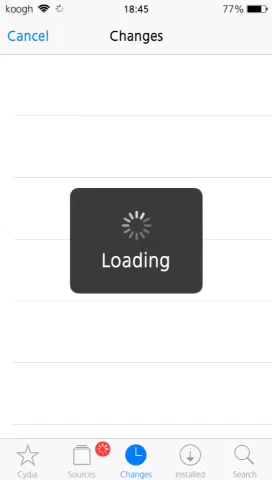 koogh 18:45 77%
Cancel Changes
Loading
Cydia Sources Changes Installed Search